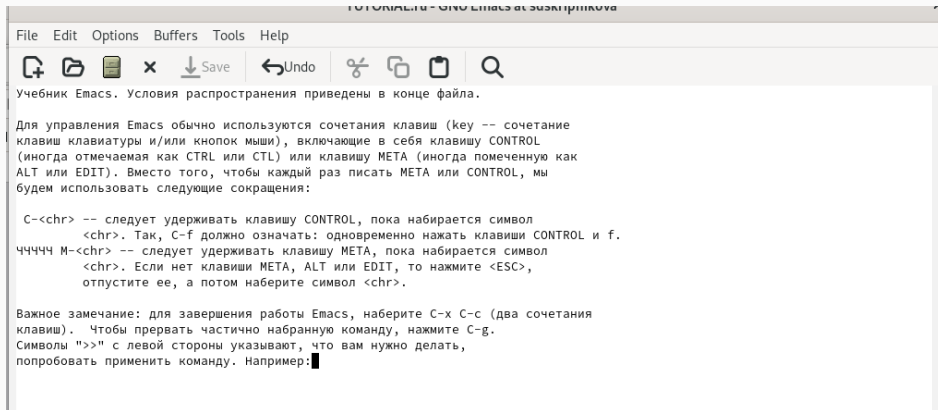 TUTORIAL.ru - GNU Emacs at suskripnikova
File Edit Options Buffers Tools Help
Save Undo
Учебник Emacs. Условия распространения приведены в конце файла.
Для управления Emacs обычно используются сочетания клавиш (key -- сочетание
клавиш клавиатуры и/или кнопок мыши), включающие в себя клавишу CONTROL
(иногда отмечаемая как CTRL или CTL) или клавишу META (иногда помеченную как
ALT или EDIT). Вместо того, чтобы каждый раз писать META или CONTROL, мы
будем использовать следующие сокращения:
C-<chr> -- следует удерживать клавишу CONTROL, пока набирается символ
<chr>. Так, C-f должно означать: одновременно нажать клавиши CONTROL и f.
ЧЧЧЧЧ M-<chr> -- следует удерживать клавишу META, пока набирается символ
<chr>. Если нет клавиши META, ALT или EDIT, то нажмите <ESC>,
отпустите ее, а потом наберите символ <chr>.
Важное замечание: для завершения работы Emacs, наберите C-x C-c (два сочетания
клавиш). Чтобы прервать частично набранную команду, нажмите C-g.
Символы ">>" с левой стороны указывают, что вам нужно делать,
попробовать применить команду. Например: